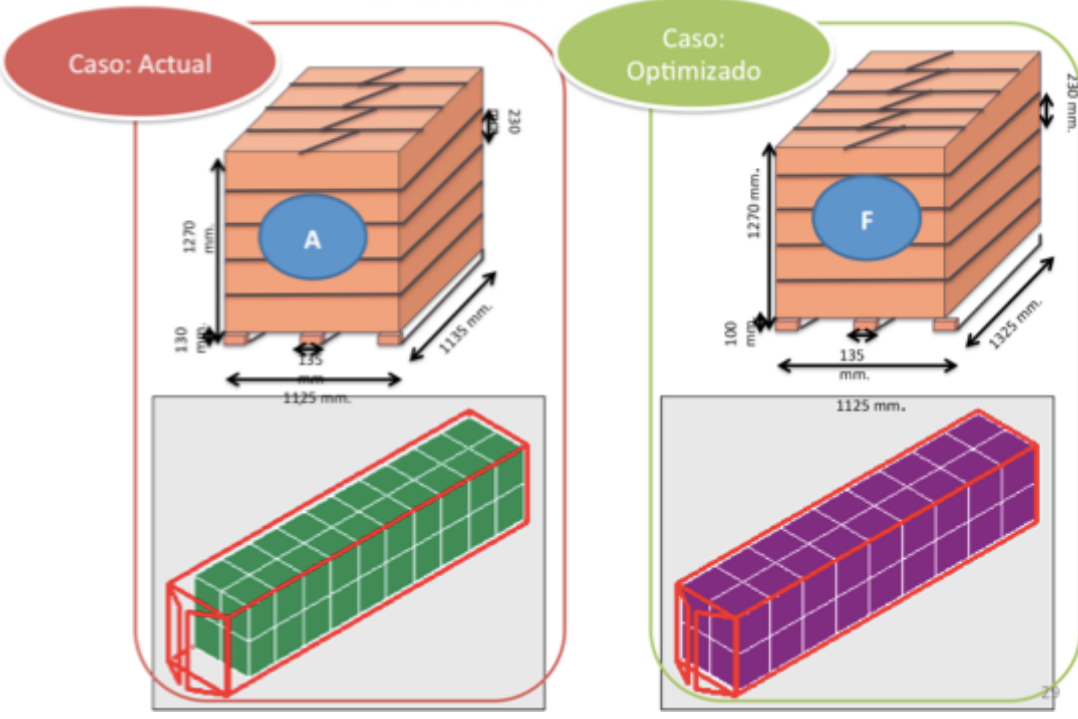 Caso: Actual
A
230
1270
mm.
130
mm.
135
mm
1125 mm.
1135 mm.
Caso:
Optimizado
F
230 mm.
1270 mm.
100
mm
135
mm.
1125 mm.
1325 mm.
29